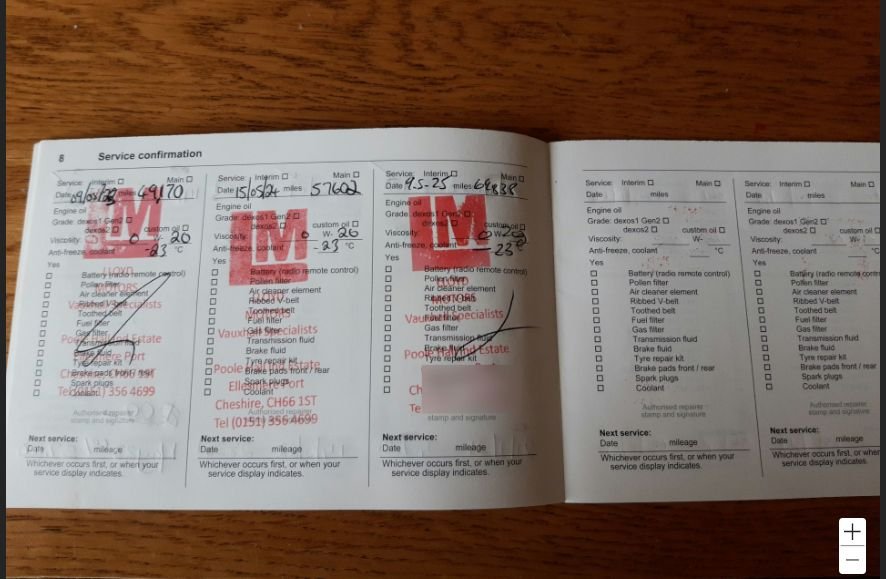 8 Service confirmation
Service: Interim ☐ Main ☐
Date miles 49,170
Engine oil
Grade: dexos1 Gen2 ☐
dexos2 ☐ custom oil ☐
Viscosity: 0 W- 20
Anti-freeze, coolant -23 °C
Yes
☐ Battery (radio remote control)
☐ Pollen filter
☐ Air cleaner element
☐ Ribbed V-belt
☐ Toothed belt
☐ Fuel filter
☐ Gas filter
☐ Transmission fluid
☐ Brake fluid
☐ Tyre repair kit
☐ Brake pads front / rear
☐ Spark plugs
☐ Coolant
LLOYD
MOTORS
Vauxhall Specialists
Poole Hall Estate
Ellesmere Port
Cheshire, CH66 1ST
Tel (0151) 356 4699
Authorised repairer
stamp and signature
Next service:
Date mileage
Whichever occurs first, or when your
service display indicates.
Service: Interim ☐ Main ☐
Date 15/05/24 miles 57602
Engine oil
Grade: dexos1 Gen2 ☐
dexos2 ☐ custom oil ☐
Viscosity: 0 W- 20
Anti-freeze, coolant -23 °C
Yes
☐ Battery (radio remote control)
☐ Pollen filter
☐ Air cleaner element
☐ Ribbed V-belt
☐ Toothed belt
☐ Fuel filter
☐ Gas filter
☐ Transmission fluid
☐ Brake fluid
☐ Tyre repair kit
☐ Brake pads front / rear
☐ Spark plugs
☐ Coolant
LLOYD
MOTORS
Vauxhall Specialists
Poole Hall Estate
Ellesmere Port
Cheshire, CH66 1ST
Tel (0151) 356 4699
Authorised repairer
stamp and signature
Next service:
Date mileage
Whichever occurs first, or when your
service display indicates.
Service: Interim ☐ Main ☐
Date 9.5-25 miles
Engine oil
Grade: dexos1 Gen2 ☐
dexos2 ☐ custom oil ☐
Viscosity: 0 W- 20
Anti-freeze, coolant -23 °C
Yes
☐ Battery (radio remote control)
☐ Pollen filter
☐ Air cleaner element
☐ Ribbed V-belt
☐ Toothed belt
☐ Fuel filter
☐ Gas filter
☐ Transmission fluid
☐ Brake fluid
☐ Tyre repair kit
LLOYD
MOTORS
Vauxhall Specialists
Poole Hall Estate
Ch
Te
stamp and signature
Next service:
Date mileage
Whichever occurs first, or when your
service display indicates.
Service: Interim ☐ Main ☐
Date miles
Engine oil
Grade: dexos1 Gen2 ☐
dexos2 ☐ custom oil ☐
Viscosity: W-
Anti-freeze, coolant °C
Yes
☐ Battery (radio remote control)
☐ Pollen filter
☐ Air cleaner element
☐ Ribbed V-belt
☐ Toothed belt
☐ Fuel filter
☐ Gas filter
☐ Transmission fluid
☐ Brake fluid
☐ Tyre repair kit
☐ Brake pads front / rear
☐ Spark plugs
☐ Coolant
Authorised repairer
stamp and signature
Next service:
Date mileage
Whichever occurs first, or when your
service display indicates.
Service: Interim ☐ Main ☐
Date miles
Engine oil
Grade: dexos1 Gen2 ☐
dexos2 ☐ custom oil ☐
Viscosity: W-
Anti-freeze, coolant °C
Yes
☐ Battery (radio remote contr
☐ Pollen filter
☐ Air cleaner element
☐ Ribbed V-belt
☐ Toothed belt
☐ Fuel filter
☐ Gas filter
☐ Transmission fluid
☐ Brake fluid
☐ Tyre repair kit
☐ Brake pads front / rear
☐ Spark plugs
☐ Coolant
Authorised repairer
stamp and signature
Next service:
Date mileage
Whichever occurs first, or when
service display indicates.